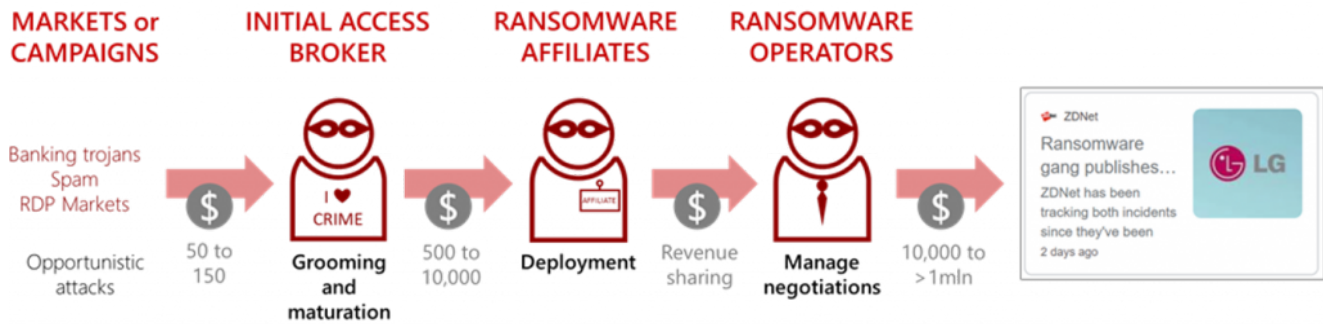 MARKETS or
CAMPAIGNS
INITIAL ACCESS
BROKER
RANSOMWARE
AFFILIATES
RANSOMWARE
OPERATORS
Banking trojans
Spam
RDP Markets
Opportunistic
attacks
$
50 to
150
I ♥
CRIME
Grooming
and
maturation
$
500 to
10,000
AFFILIATE
Deployment
$
Revenue
sharing
Manage
negotiations
$
10,000 to
>1mln
ZDNet
Ransomware
gang publishes...
ZDNet has been
tracking both incidents
since they've been
2 days ago
LG